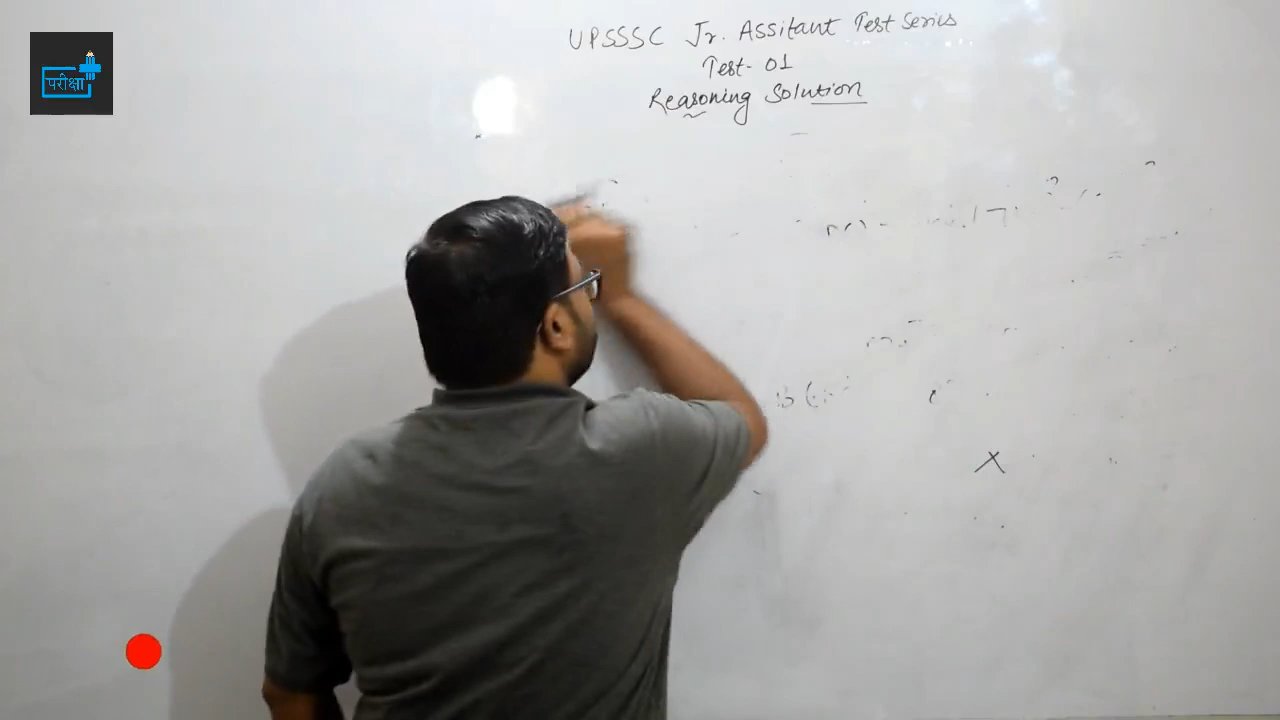 परीक्षा
UPSSSC Jr. Assitant Test Series
Test- 01
Reasoning Solution
X